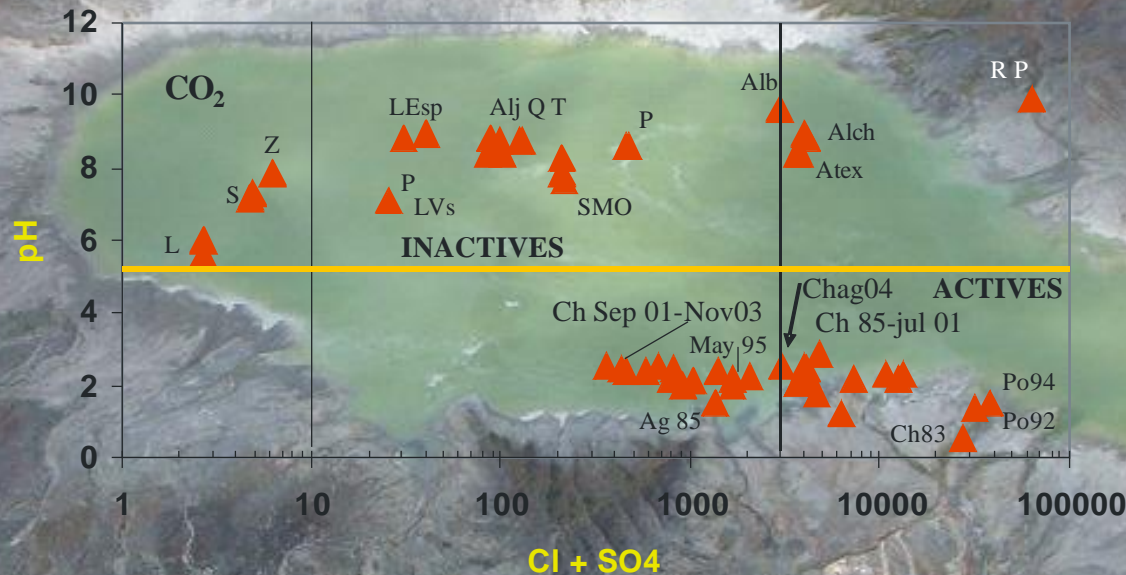 12
10
8
6
4
2
0
pH
CO2
R P
Alb
LEsp
Alj Q T
P
Alch
Z
Atex
S
P
LVs
SMO
L
INACTIVES
Chag04
ACTIVES
Ch Sep 01-Nov03
Ch 85-jul 01
May 95
Po94
Ag 85
Po92
Ch83
1
10
100
1000
10000
100000
Cl + SO4